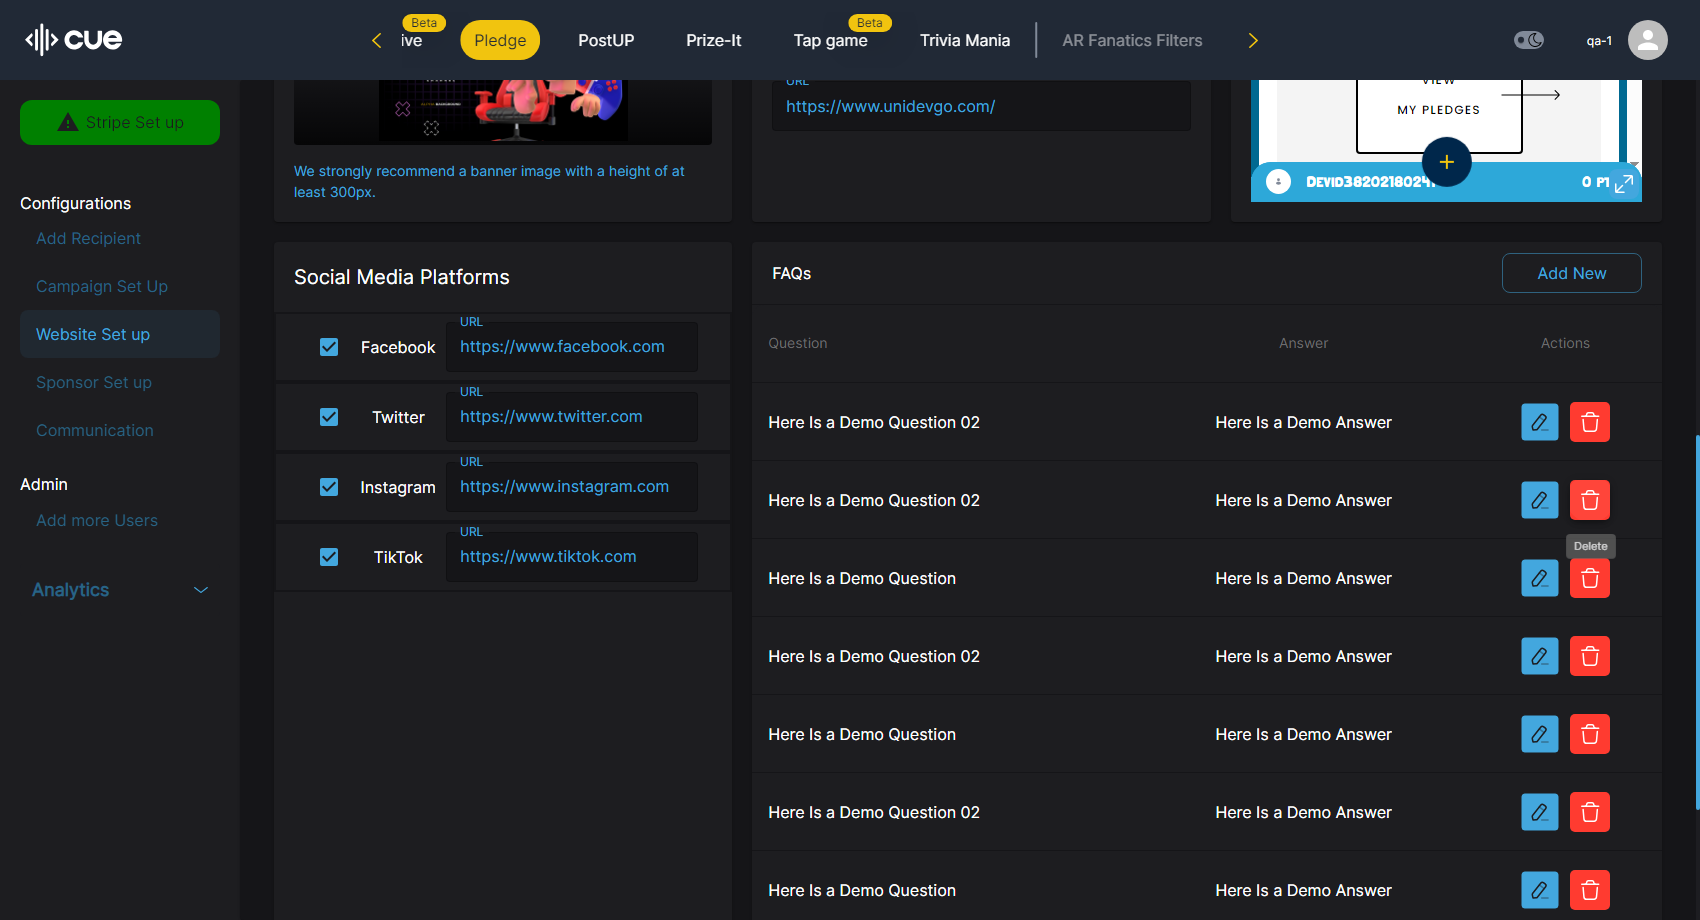 cue
Beta
ive
Pledge
PostUP
Prize-It
Beta
Tap game
Trivia Mania
AR Fanatics Filters
qa-1
Stripe Set up
Configurations
Add Recipient
Campaign Set Up
Website Set up
Sponsor Set up
Communication
Admin
Add more Users
Analytics
We strongly recommend a banner image with a height of at
least 300px.
URL
https://www.unidevgo.com/
VIEW
MY PLEDGES
0 PT
Social Media Platforms
Facebook
URL
https://www.facebook.com
Twitter
URL
https://www.twitter.com
Instagram
URL
https://www.instagram.com
TikTok
URL
https://www.tiktok.com
FAQs
Add New
Question Answer Actions
Here Is a Demo Question 02 Here Is a Demo Answer
Here Is a Demo Question 02 Here Is a Demo Answer
Delete
Here Is a Demo Question Here Is a Demo Answer
Here Is a Demo Question 02 Here Is a Demo Answer
Here Is a Demo Question Here Is a Demo Answer
Here Is a Demo Question 02 Here Is a Demo Answer
Here Is a Demo Question Here Is a Demo Answer